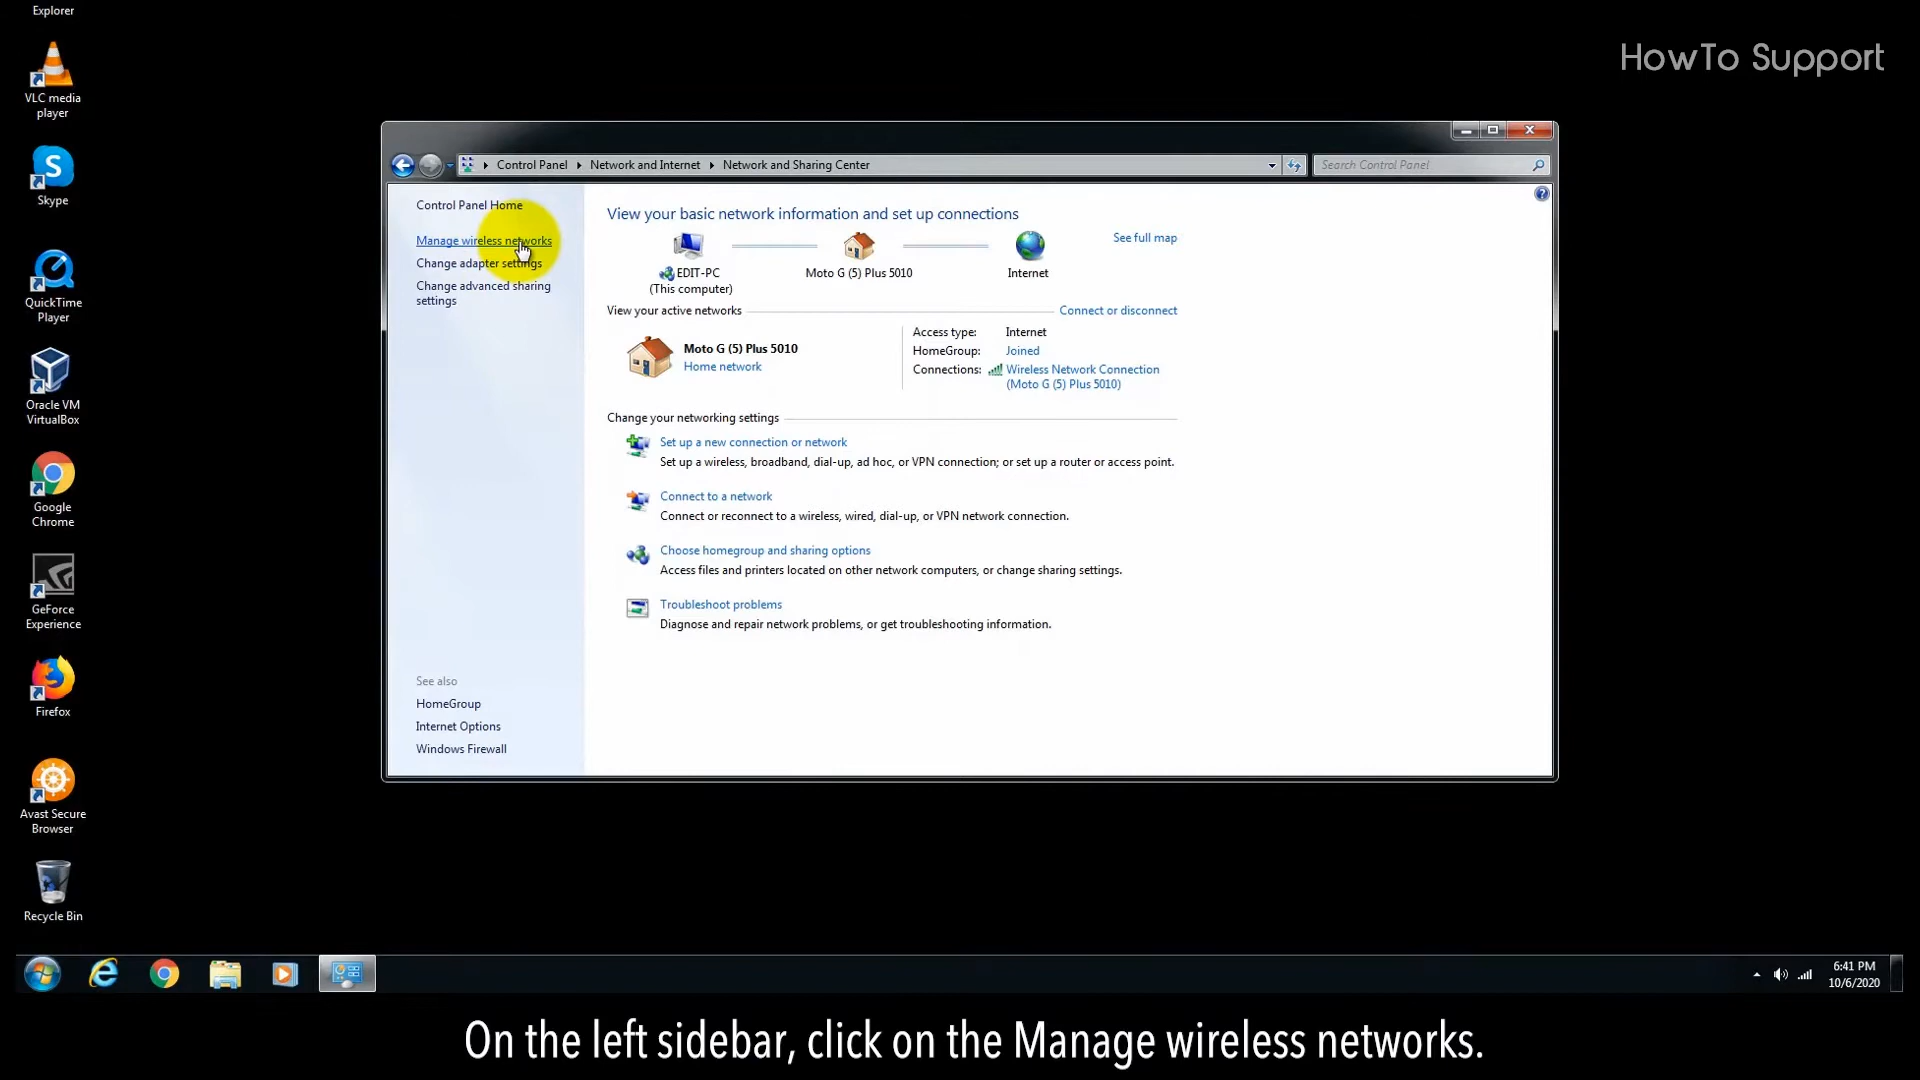 Explorer
VLC media
player
Skype
QuickTime
Player
Oracle VM
VirtualBox
Google
Chrome
GeForce
Experience
Firefox
Avast Secure
Browser
Recycle Bin
HowTo Support
Control Panel Network and Internet Network and Sharing Center
Search Control Panel
Control Panel Home
Manage wireless networks
Change adapter settings
Change advanced sharing
settings
See also
HomeGroup
Internet Options
Windows Firewall
View your basic network information and set up connections
EDIT-PC
(This computer)
Moto G (5) Plus 5010
Internet
See full map
View your active networks
Connect or disconnect
Moto G (5) Plus 5010
Home network
Access type: Internet
HomeGroup: Joined
Connections: Wireless Network Connection
(Moto G (5) Plus 5010)
Change your networking settings
Set up a new connection or network
Set up a wireless, broadband, dial-up, ad hoc, or VPN connection; or set up a router or access point.
Connect to a network
Connect or reconnect to a wireless, wired, dial-up, or VPN network connection.
Choose homegroup and sharing options
Access files and printers located on other network computers, or change sharing settings.
Troubleshoot problems
Diagnose and repair network problems, or get troubleshooting information.
6:41 PM
10/6/2020
On the left sidebar, click on the Manage wireless networks.